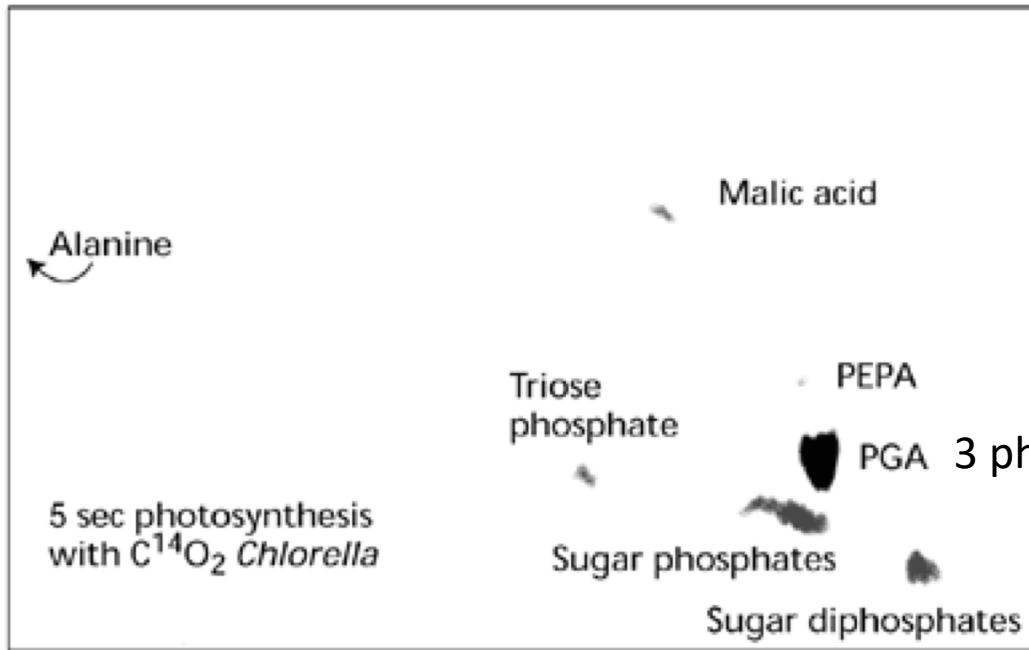 Malic acid
Alanine
PEPA
Triose
phosphate
PGA 3 ph
5 sec photosynthesis
with C¹⁴O₂ Chlorella
Sugar phosphates
Sugar diphosphates